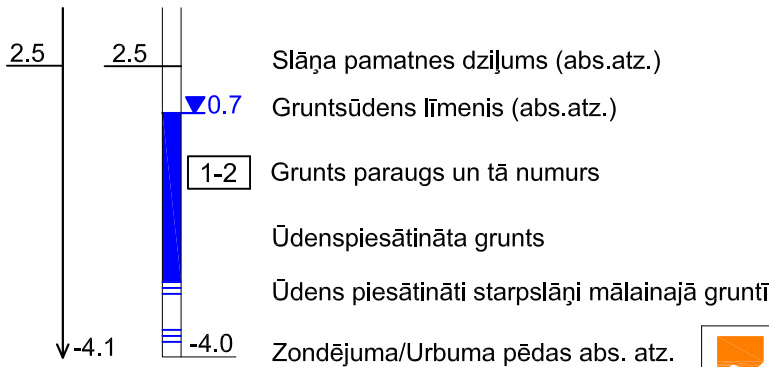 2.5 2.5 Slāņa pamatnes dziļums (abs.atz.)
0.7 Gruntsūdens līmenis (abs.atz.)
1-2 Grunts paraugs un tā numurs
Ūdenspiesātināta grunts
Ūdens piesātināti starpslāņi mālainajā gruntī
-4.1 -4.0 Zondējuma/Urbuma pēdas abs. atz.